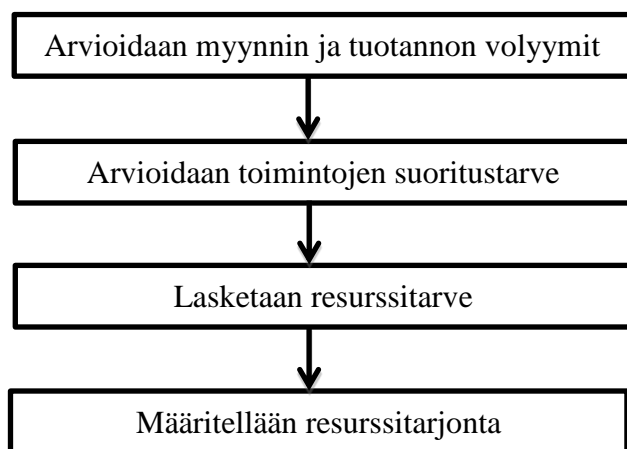 Arvioidaan myynnin ja tuotannon volyymit
Arvioidaan toimintojen suoritustarve
Lasketaan resurssitarve
Määritellään resurssitarjonta